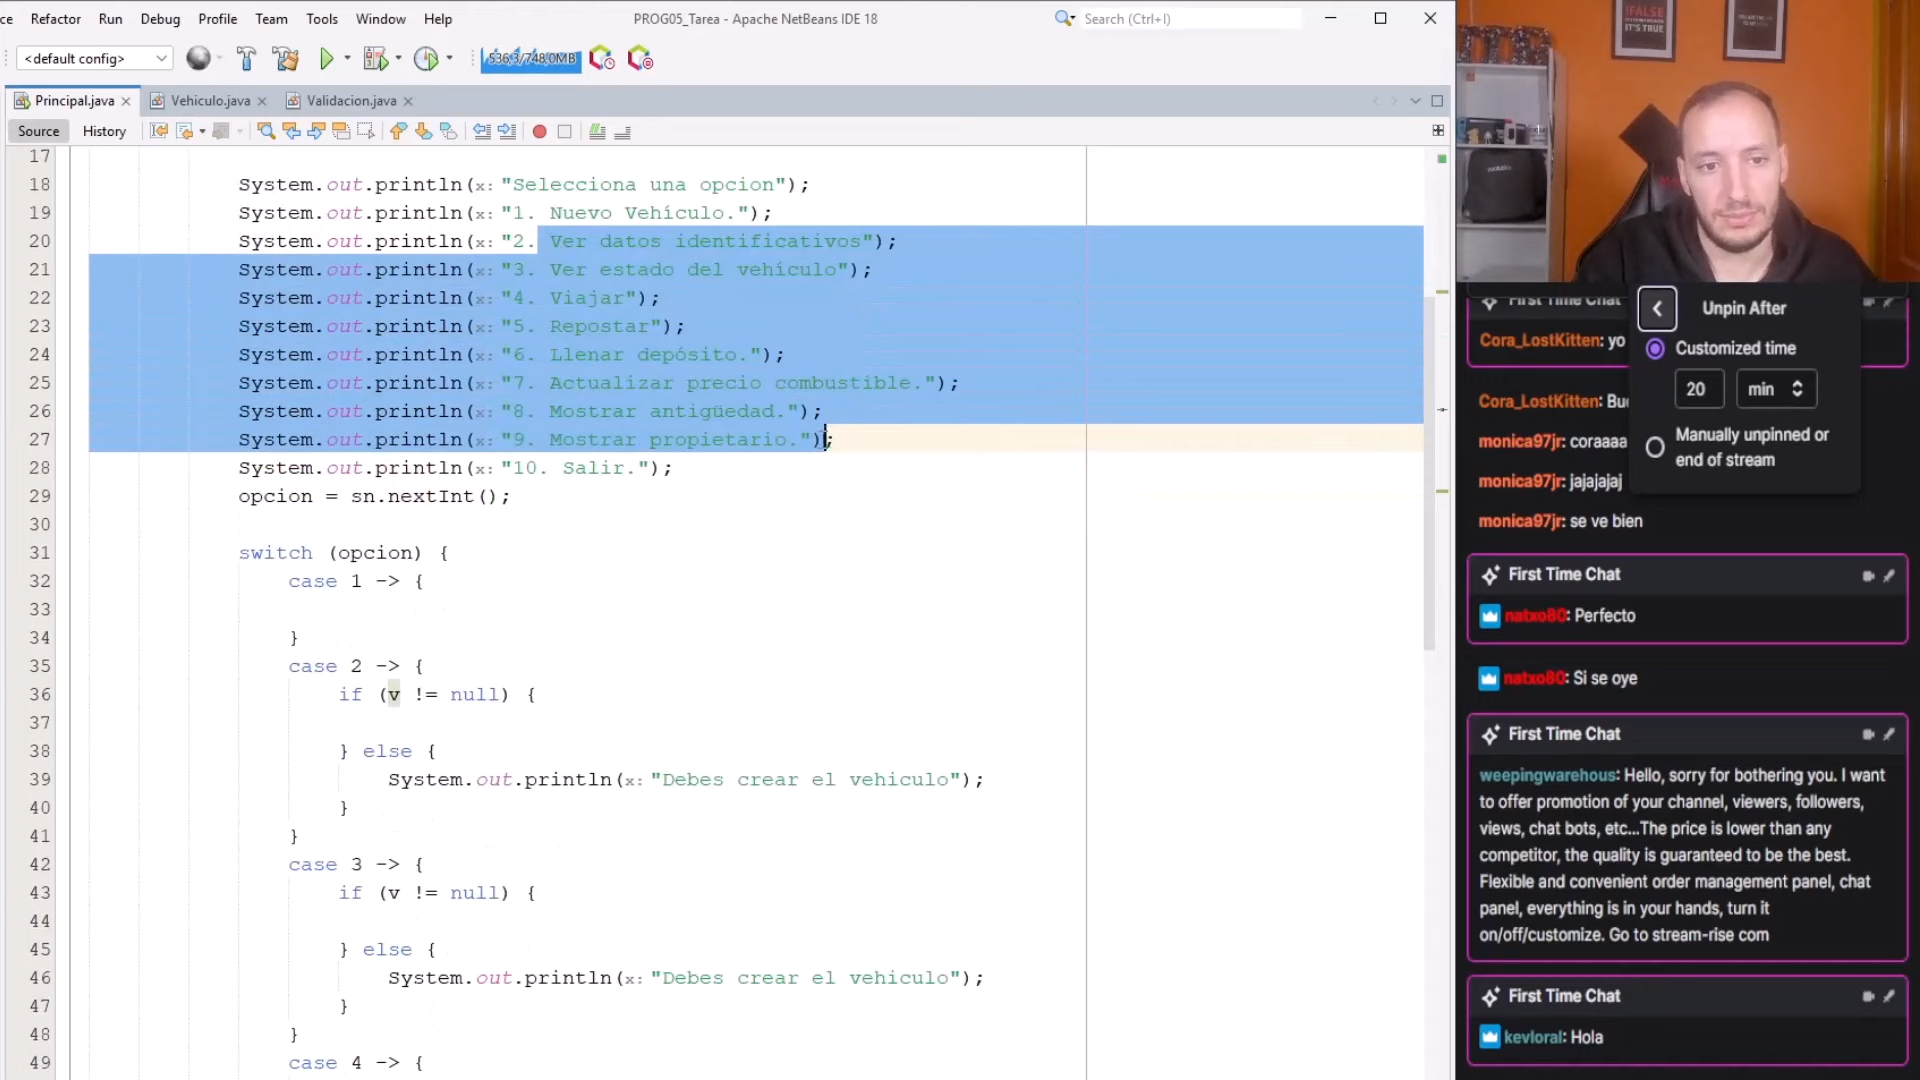 ce Refactor Run Debug Profile Team Tools Window Help PROG05_Tarea - Apache NetBeans IDE 18 Search (Ctrl+I)
<default config> 536,3/748,0MB
Principal.java Vehiculo.java Validacion.java
Source History
17
18 System.out.println(x: "Selecciona una opcion");
19 System.out.println(x: "1. Nuevo Vehículo.");
20 System.out.println(x: "2. Ver datos identificativos");
21 System.out.println(x: "3. Ver estado del vehículo");
22 System.out.println(x: "4. Viajar");
23 System.out.println(x: "5. Repostar");
24 System.out.println(x: "6. Llenar depósito.");
25 System.out.println(x: "7. Actualizar precio combustible.");
26 System.out.println(x: "8. Mostrar antigüedad.");
27 System.out.println(x: "9. Mostrar propietario.");
28 System.out.println(x: "10. Salir.");
29 opcion = sn.nextInt();
30
31 switch (opcion) {
32 case 1 -> {
33
34 }
35 case 2 -> {
36 if (v != null) {
37
38 } else {
39 System.out.println(x: "Debes crear el vehiculo");
40 }
41 }
42 case 3 -> {
43 if (v != null) {
44
45 } else {
46 System.out.println(x: "Debes crear el vehiculo");
47 }
48 }
49 case 4 -> {
!FALSE
IT'S TRUE
First Time Chat
Cora_LostKitten: yo
Cora_LostKitten: Bu
monica97jr: coraaaa
monica97jr: jajajajaj
monica97jr: se ve bien
Unpin After
Customized time
20 min
Manually unpinned or
end of stream
First Time Chat
natxo80: Perfecto
natxo80: Si se oye
First Time Chat
weepingwarehous: Hello, sorry for bothering you. I want
to offer promotion of your channel, viewers, followers,
views, chat bots, etc...The price is lower than any
competitor, the quality is guaranteed to be the best.
Flexible and convenient order management panel, chat
panel, everything is in your hands, turn it
on/off/customize. Go to stream-rise com
First Time Chat
kevloral: Hola